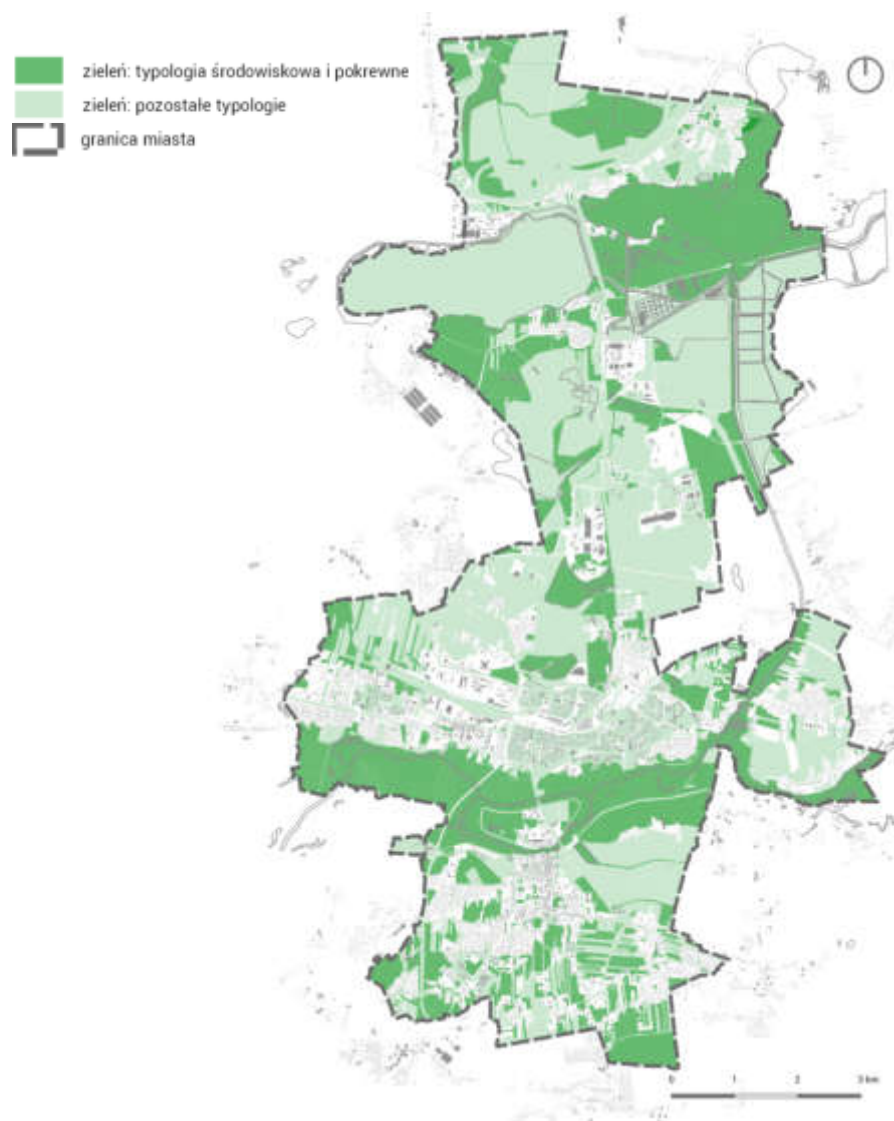 zieleń: typologia środowiskowa i pokrewne
zieleń: pozostałe typologie
granica miasta
0 1 2 3 km